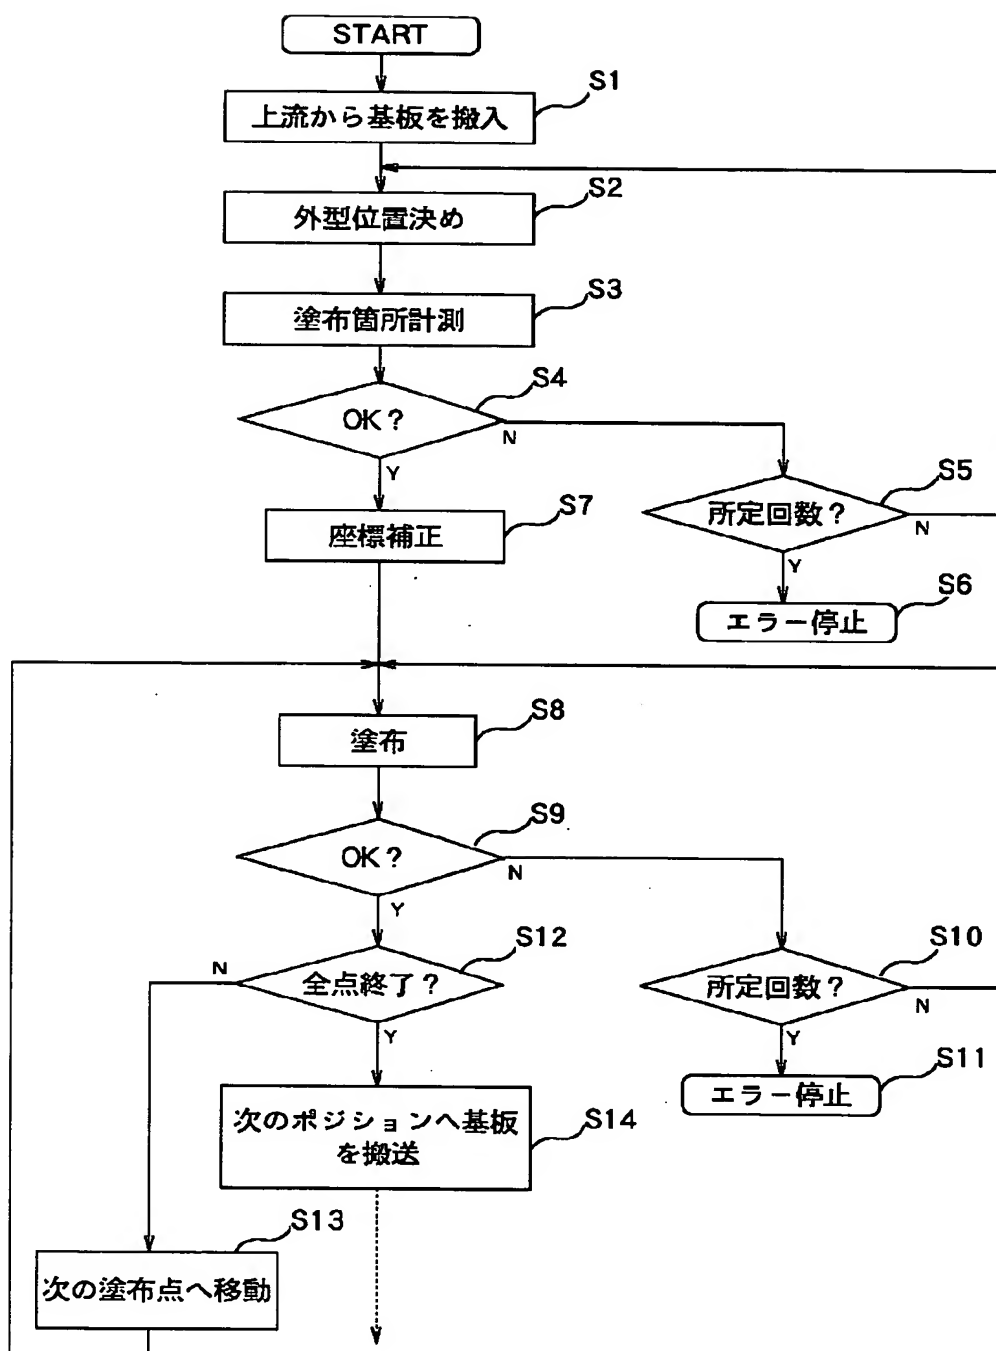 START
S1
上流から基板を搬入
S2
外型位置決め
S3
塗布箇所計測
S4
OK？
N
Y
S5
所定回数？
N
Y
S6
エラー停止
S7
座標補正
S8
塗布
S9
OK？
N
Y
S10
所定回数？
N
Y
S11
エラー停止
S12
全点終了？
N
Y
S14
次のポジションへ基板
を搬送
S13
次の塗布点へ移動